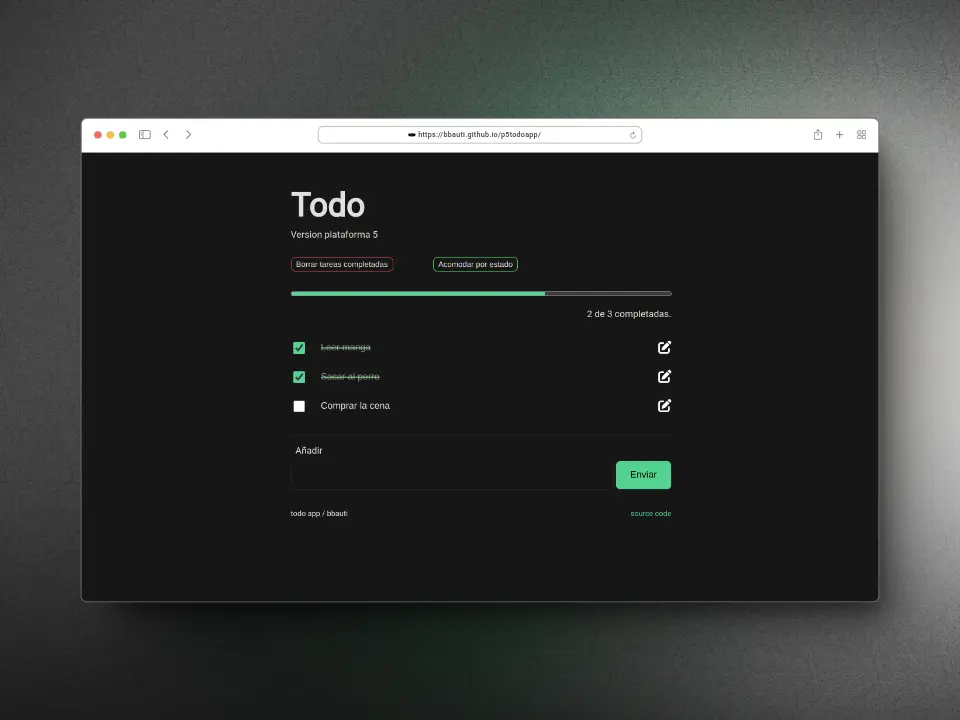 https://bbauti.github.io/p5todoapp/
Todo
Version plataforma 5
Borrar tareas completadas
Acomodar por estado
2 de 3 completadas.
Leer manga
Sacar al perro
Comprar la cena
Añadir
Enviar
todo app / bbauti
source code